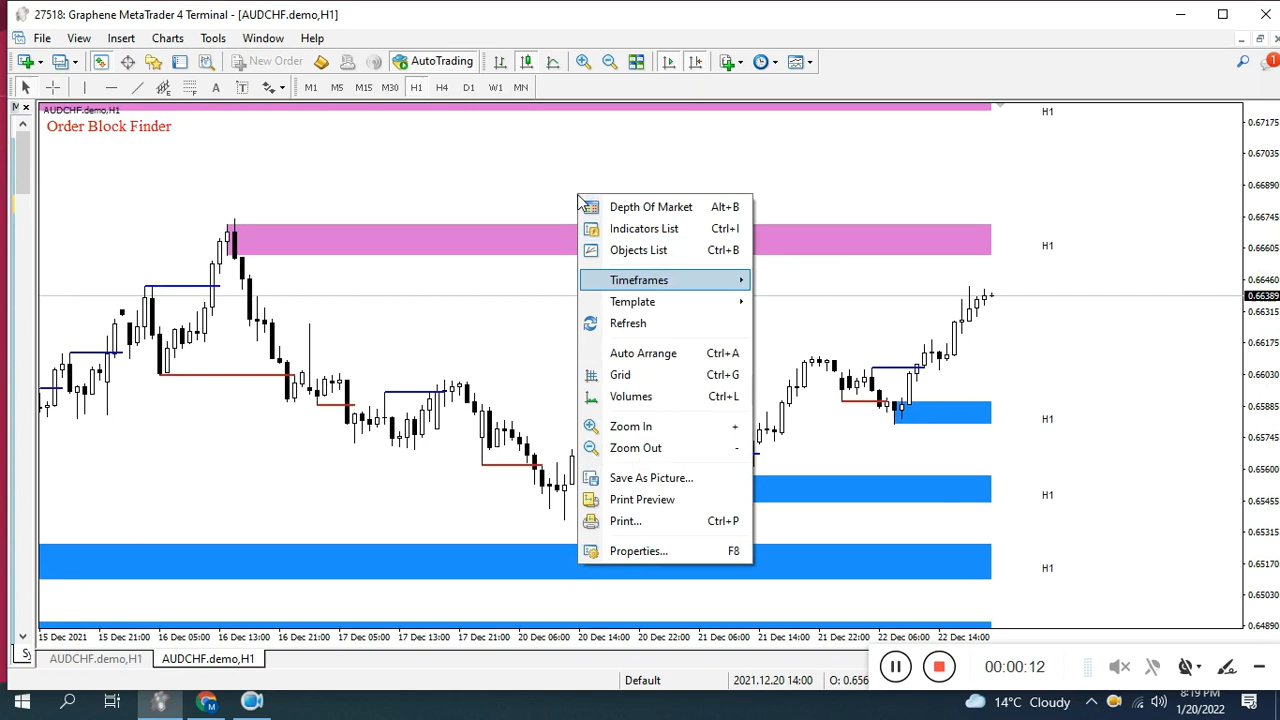 27518: Graphene MetaTrader 4 Terminal - [AUDCHF.demo,H1]
File View Insert Charts Tools Window Help
New Order AutoTrading
1
A T M1 M5 M15 M30 H1 H4 D1 W1 MN
M
AUDCHF.demo,H1
Order Block Finder
H1
H1
H1
H1
H1
0.67175
0.67035
0.66890
0.66745
0.66600
0.66460
0.66389
0.66315
0.66175
0.66030
0.65885
0.65745
0.65600
0.65455
0.65315
0.65170
0.65030
0.64890
Depth Of Market Alt+B
Indicators List Ctrl+I
Objects List Ctrl+B
Timeframes
Template
Refresh
Auto Arrange Ctrl+A
Grid Ctrl+G
Volumes Ctrl+L
Zoom In +
Zoom Out -
Save As Picture...
Print Preview
Print... Ctrl+P
Properties... F8
15 Dec 2021 15 Dec 21:00 16 Dec 05:00 16 Dec 13:00 16 Dec 21:00 17 Dec 05:00 17 Dec 13:00 17 Dec 21:00 20 Dec 06:00 20 Dec 14:00 20 Dec 22:00 21 Dec 06:00 21 Dec 14:00 21 Dec 22:00 22 Dec 06:00 22 Dec 14:00
AUDCHF.demo,H1 AUDCHF.demo,H1
00:00:12
Default 2021.12.20 14:00 O: 0.656
14°C Cloudy
8:19 PM
1/20/2022